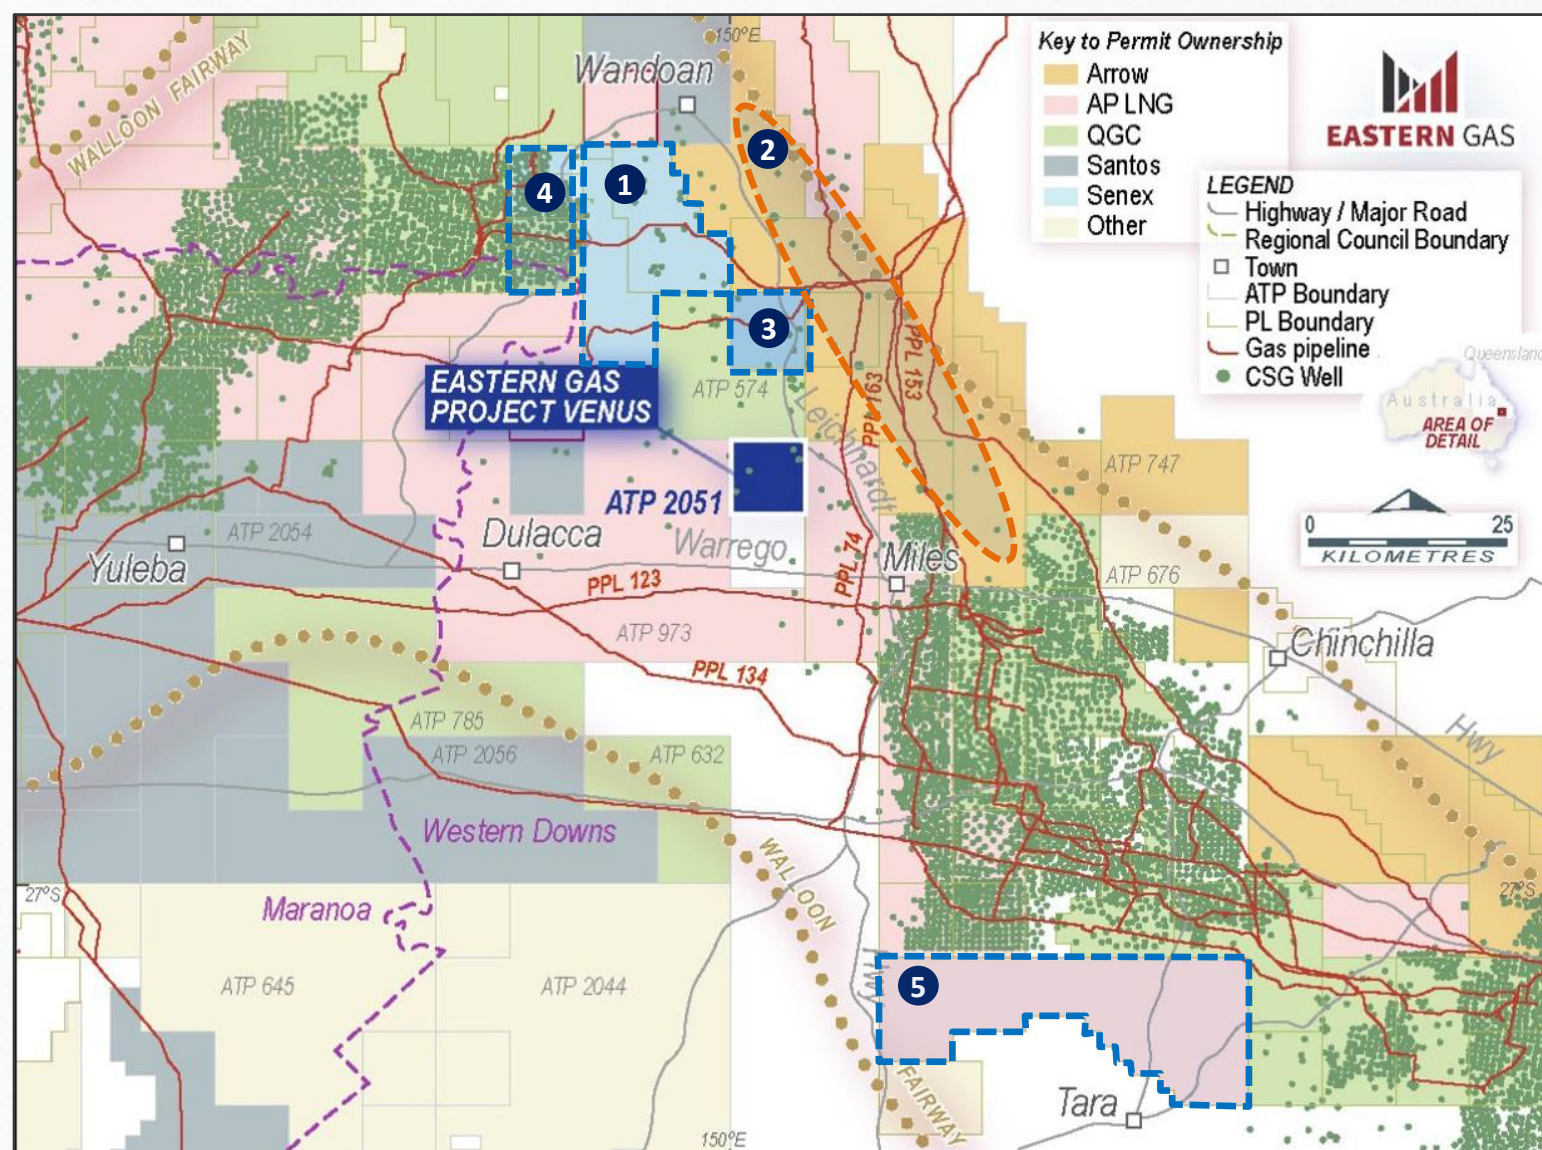 150°E
Wandoan
WALLOON FAIRWAY
Key to Permit Ownership
Arrow
AP LNG
QGC
Santos
Senex
Other
EASTERN GAS
LEGEND
Highway / Major Road
Regional Council Boundary
Town
ATP Boundary
PL Boundary
Gas pipeline
CSG Well
Queensland
Australia
AREA OF
DETAIL
0 25
KILOMETRES
1
2
3
4
EASTERN GAS
PROJECT VENUS
ATP 574
Leichhardt
PPL 163
PPL 153
ATP 747
ATP 2051
Warrego
Dulacca
ATP 2054
Yuleba
PPL 74
Miles
ATP 676
PPL 123
ATP 973
PPL 134
Chinchilla
Hwy
ATP 785
ATP 2056
ATP 632
Western Downs
WALLOON
27°S
27°S
Maranoa
ATP 645
ATP 2044
Hwy
5
FAIRWAY
Tara
150°E